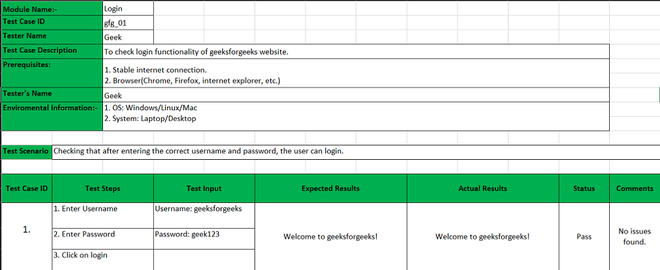 Module Name:- Login
Test Case ID gfg_01
Tester Name Geek
Test Case Description To check login functionality of geeksforgeeks website.
Prerequisites: 1. Stable internet connection.
2. Browser(Chrome, Firefox, internet explorer, etc.)
Tester's Name Geek
Enviromental Information:- 1. OS: Windows/Linux/Mac
2. System: Laptop/Desktop
Test Scenario Checking that after entering the correct username and password, the user can login.
Test Case ID Test Steps Test Input Expected Results Actual Results Status Comments
1. Enter Username Username: geeksforgeeks
1. 2. Enter Password Password: geek123 Welcome to geeksforgeeks! Welcome to geeksforgeeks! Pass No issues found.
3. Click on login